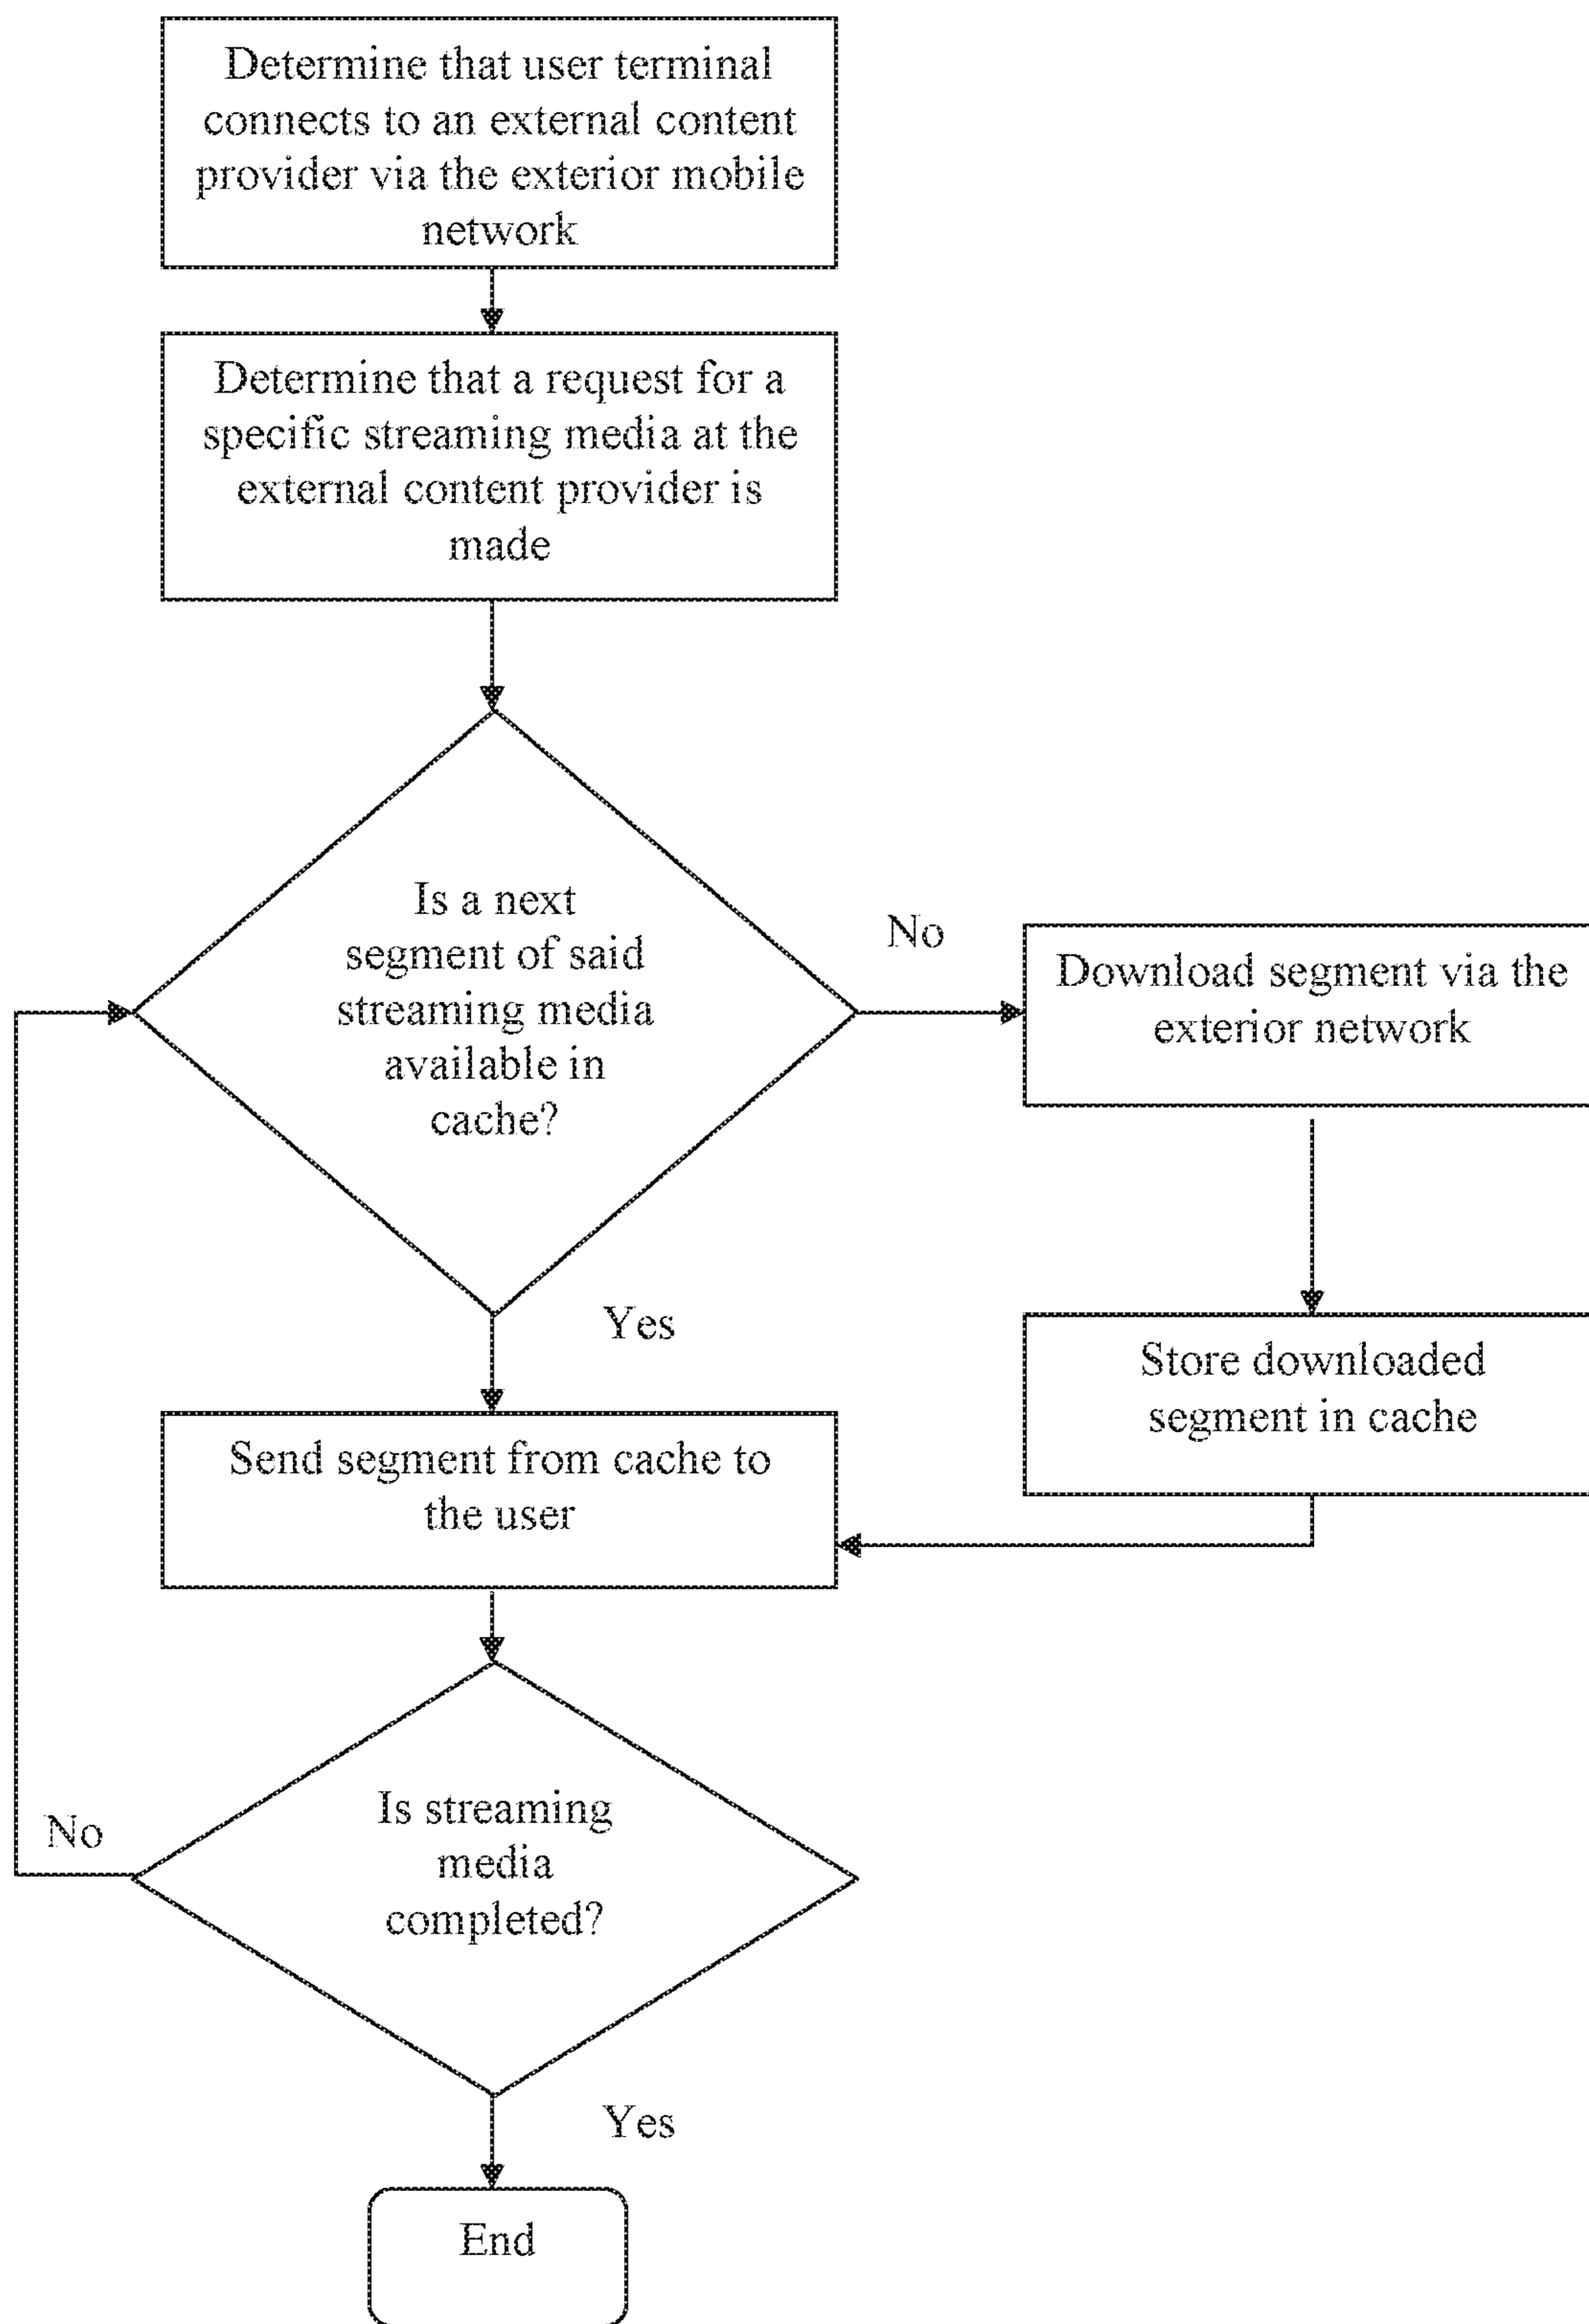 Determine that user terminal
connects to an external content
provider via the exterior mobile
network
Determine that a request for a
specific streaming media at the
external content provider is
made
Is a next
segment of said
streaming media
available in
cache?
No
Download segment via the
exterior network
Yes
Store downloaded
segment in cache
Send segment from cache to
the user
Is streaming
media
completed?
No
Yes
End